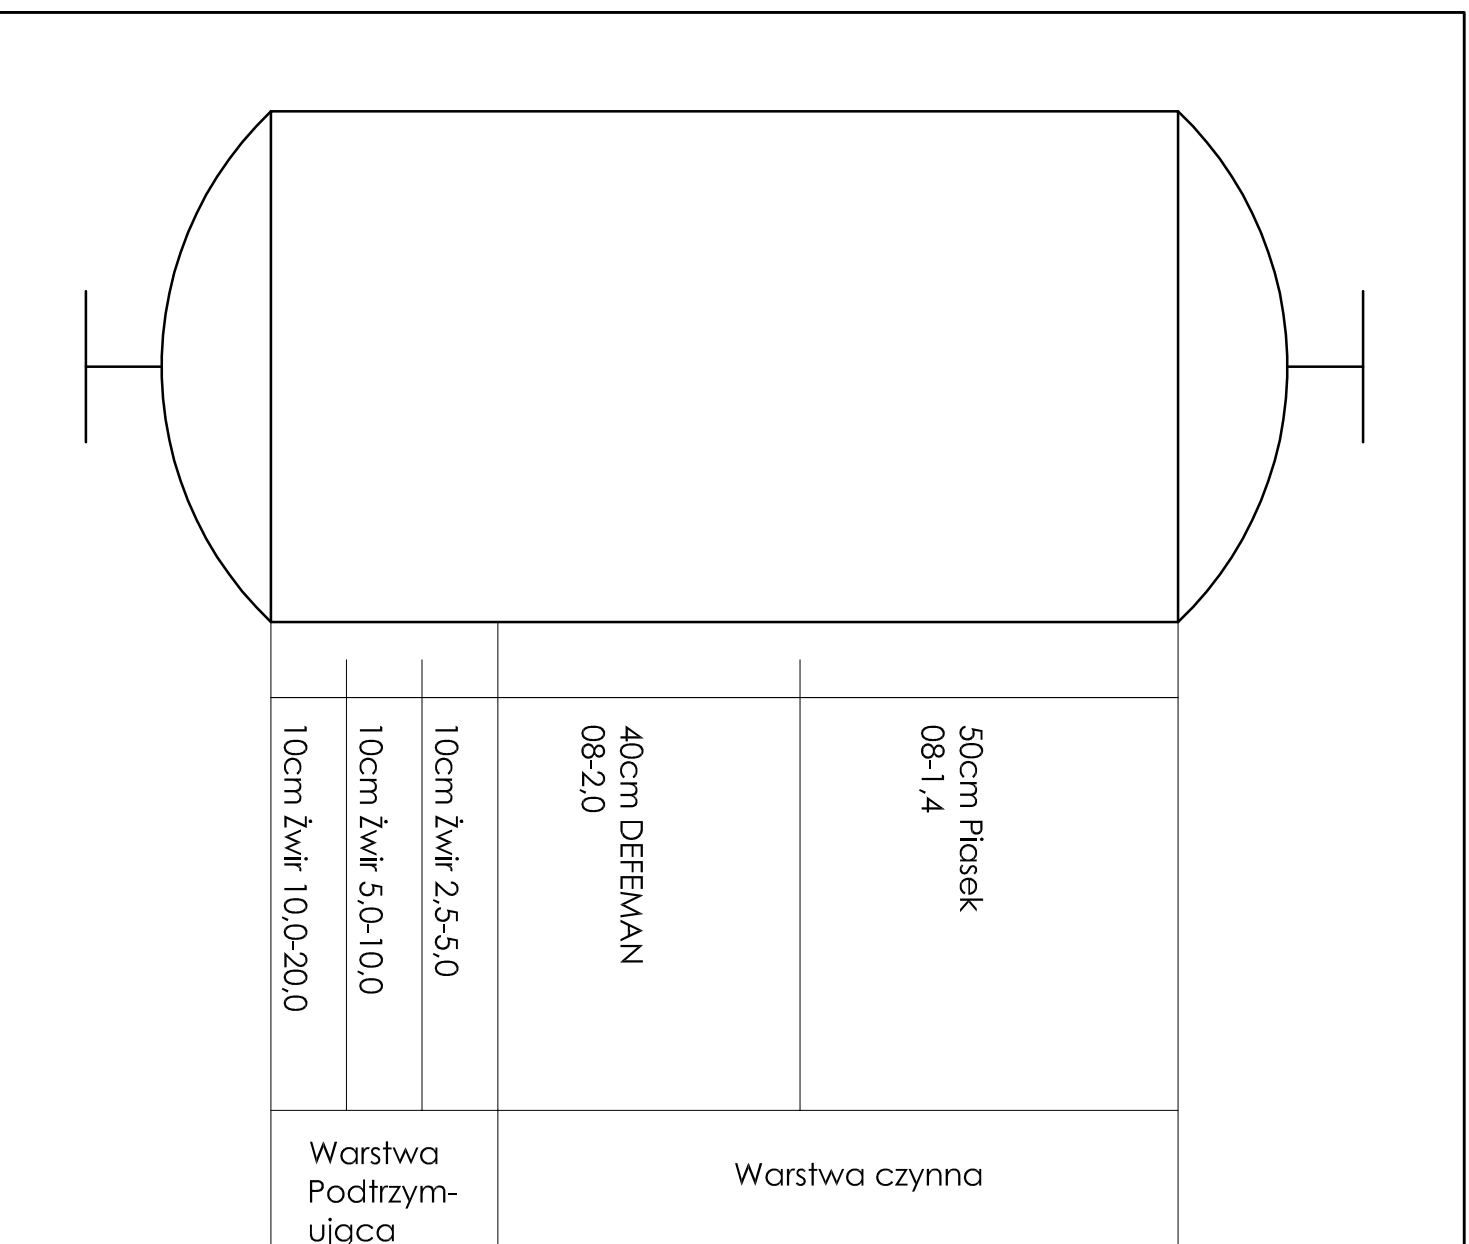 10cm Żwir 10,0-20,0
10cm Żwir 5,0-10,0
10cm Żwir 2,5-5,0
40cm DEFEMAN
08-2,0
50cm Piasek
08-1,4
Warstwa
Podtrzym-
ująca
Warstwa czynna